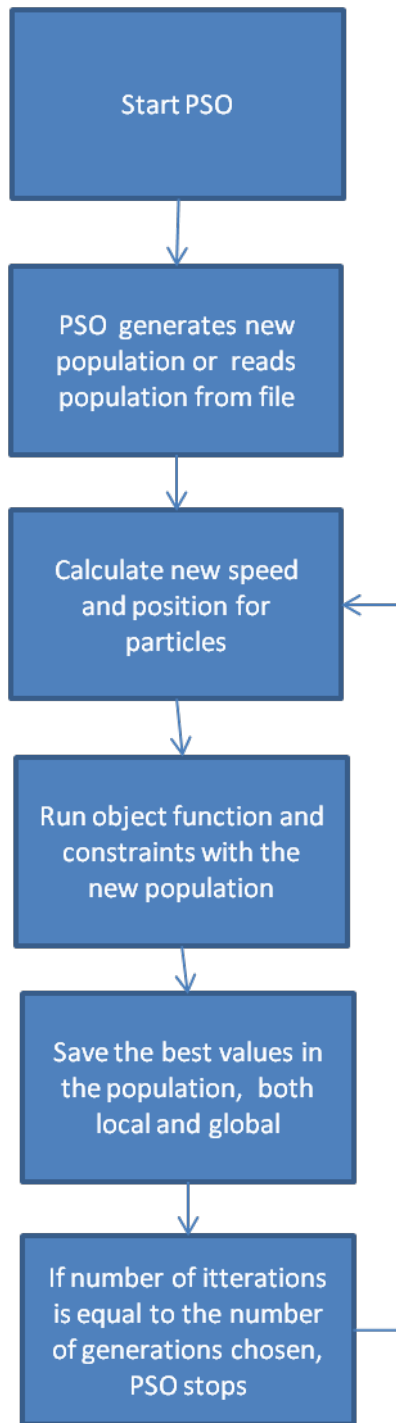 Start PSO
PSO generates new
population or reads
population from file
Calculate new speed
and position for
particles
Run object function and
constraints with the
new population
Save the best values in
the population, both
local and global
If number of itterations
is equal to the number
of generations chosen,
PSO stops